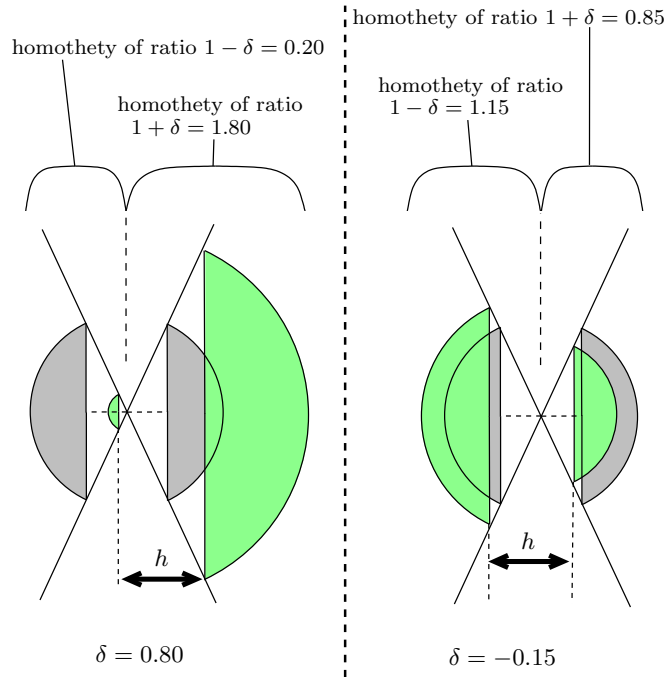 homothety of ratio 1 − δ = 0.20
homothety of ratio
1 + δ = 1.80
h
δ = 0.80
homothety of ratio 1 + δ = 0.85
homothety of ratio
1 − δ = 1.15
h
δ = −0.15